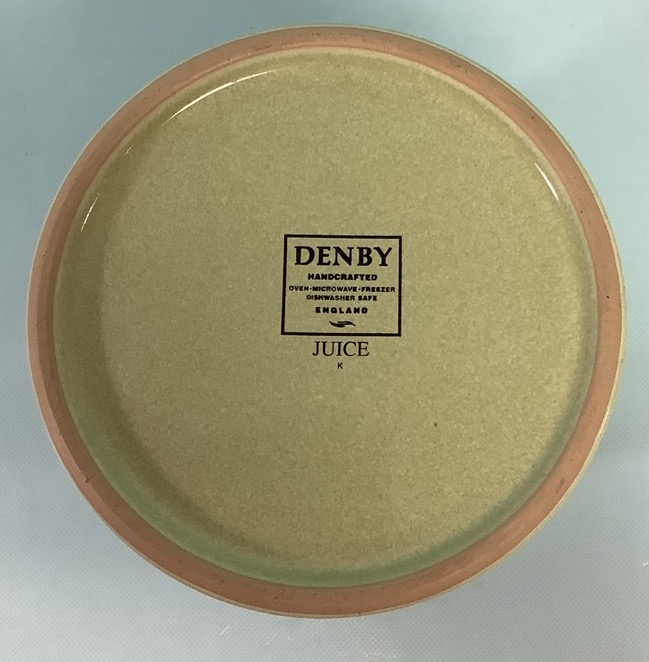 DENBY
HANDCRAFTED
OVEN·MICROWAVE·FREEZER
DISHWASHER SAFE
ENGLAND
JUICE
K